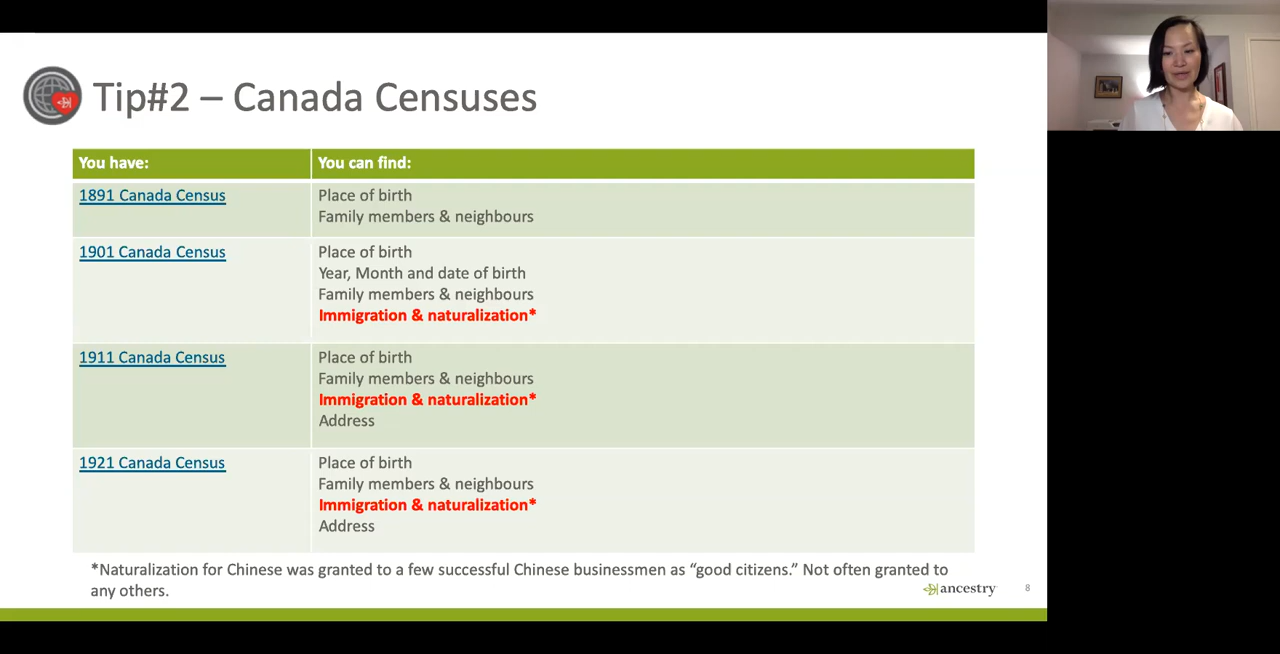 Tip#2 – Canada Censuses
You have:
You can find:
1891 Canada Census
Place of birth
Family members & neighbours
1901 Canada Census
Place of birth
Year, Month and date of birth
Family members & neighbours
Immigration & naturalization*
1911 Canada Census
Place of birth
Family members & neighbours
Immigration & naturalization*
Address
1921 Canada Census
Place of birth
Family members & neighbours
Immigration & naturalization*
Address
*Naturalization for Chinese was granted to a few successful Chinese businessmen as “good citizens.” Not often granted to
any others.
ancestry
8